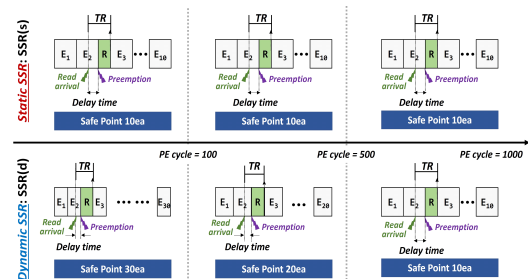 Static SSR: SSR(s)
TR TR TR
E1 E2 R E3 ••• E10 E1 E2 R E3 ••• E10 E1 E2 R E3 ••• E10
Read arrival Preemption Read arrival Preemption Read arrival Preemption
Delay time Delay time Delay time
Safe Point 10ea Safe Point 10ea Safe Point 10ea
PE cycle = 100 PE cycle = 500 PE cycle = 1000
Dynamic SSR: SSR(d)
TR TR TR
E1 E2 R E3 ••• ••• E30 E1 E2 R E3 ••• E20 E1 E2 R E3 ••• E10
Read arrival Preemption Read arrival Preemption Read arrival Preemption
Delay time Delay time Delay time
Safe Point 30ea Safe Point 20ea Safe Point 10ea